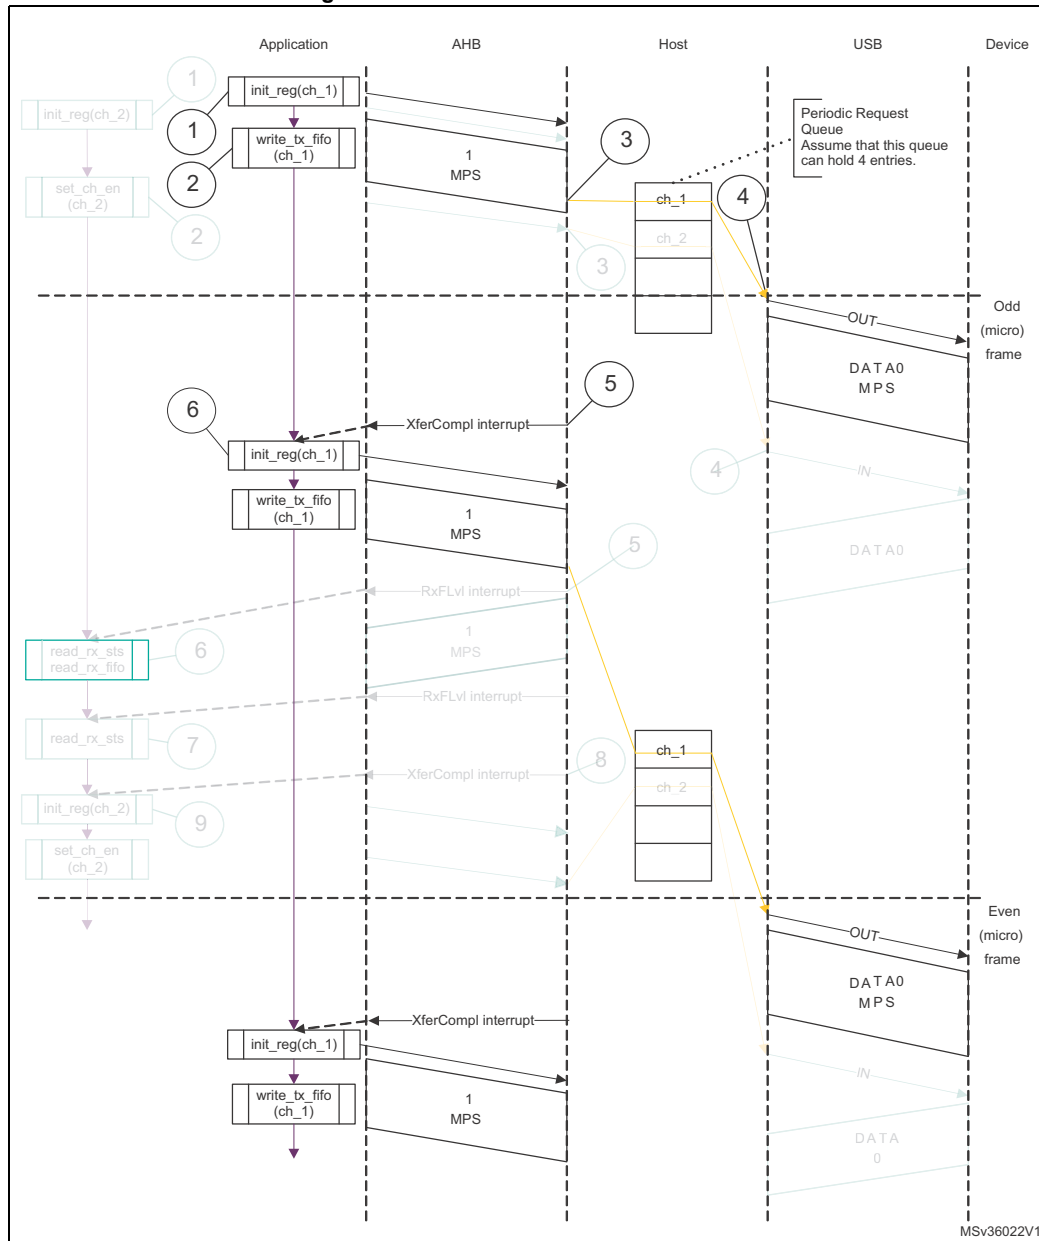 Application
AHB
Host
USB
Device
1
init_reg(ch_2)
init_reg(ch_1)
1
write_tx_fifo
(ch_1)
2
set_ch_en
(ch_2)
2
1
MPS
3
3
Periodic Request
Queue
Assume that this queue
can hold 4 entries.
ch_1
ch_2
4
Odd
(micro)
frame
OUT
DATA0
MPS
5
XferCompl interrupt
6
init_reg(ch_1)
write_tx_fifo
(ch_1)
1
MPS
4
IN
DATA0
5
RxFLvl interrupt
1
MPS
read_rx_sts
read_rx_fifo
6
RxFLvl interrupt
read_rx_sts
7
ch_1
ch_2
8
XferCompl interrupt
init_reg(ch_2)
9
set_ch_en
(ch_2)
Even
(micro)
frame
OUT
DATA0
MPS
XferCompl interrupt
init_reg(ch_1)
write_tx_fifo
(ch_1)
1
MPS
IN
DATA
0
MSv36022V1